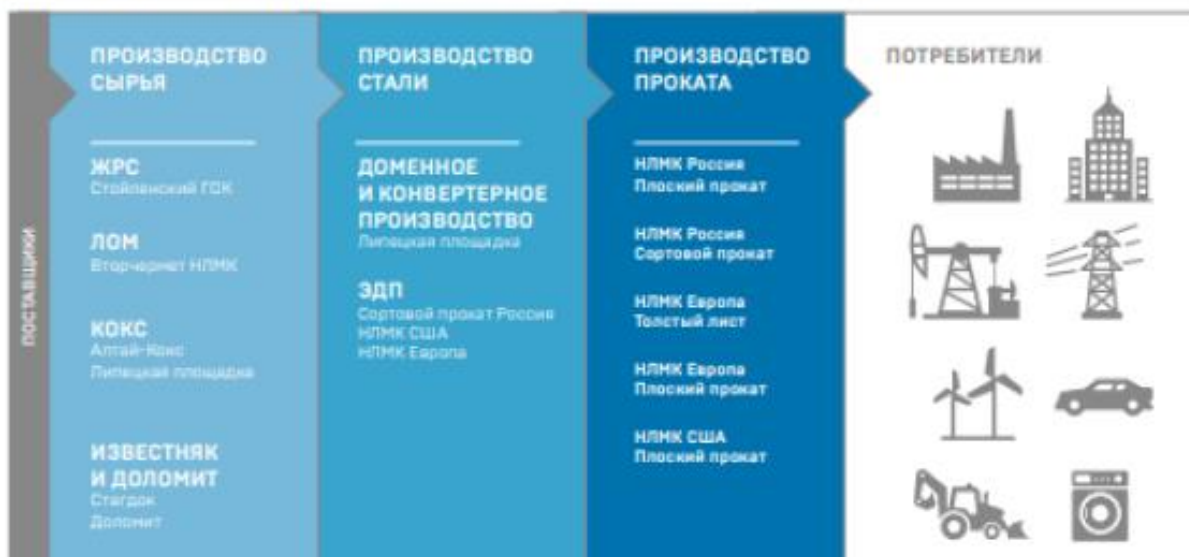 ПОСТАВЩИКИ
ПРОИЗВОДСТВО
СЫРЬЯ
ЖРС
Стойленский ГОК
ЛОМ
Вторчермет НЛМК
КОКС
Алтай-Кокс
Липецкая площадка
ИЗВЕСТНЯК
И ДОЛОМИТ
Стагдок
Доломит
ПРОИЗВОДСТВО
СТАЛИ
ДОМЕННОЕ
И КОНВЕРТЕРНОЕ
ПРОИЗВОДСТВО
Липецкая площадка
ЭДП
Сортовой прокат Россия
НЛМК США
НЛМК Европа
ПРОИЗВОДСТВО
ПРОКАТА
НЛМК Россия
Плоский прокат
НЛМК Россия
Сортовой прокат
НЛМК Европа
Толстый лист
НЛМК Европа
Плоский прокат
НЛМК США
Плоский прокат
ПОТРЕБИТЕЛИ